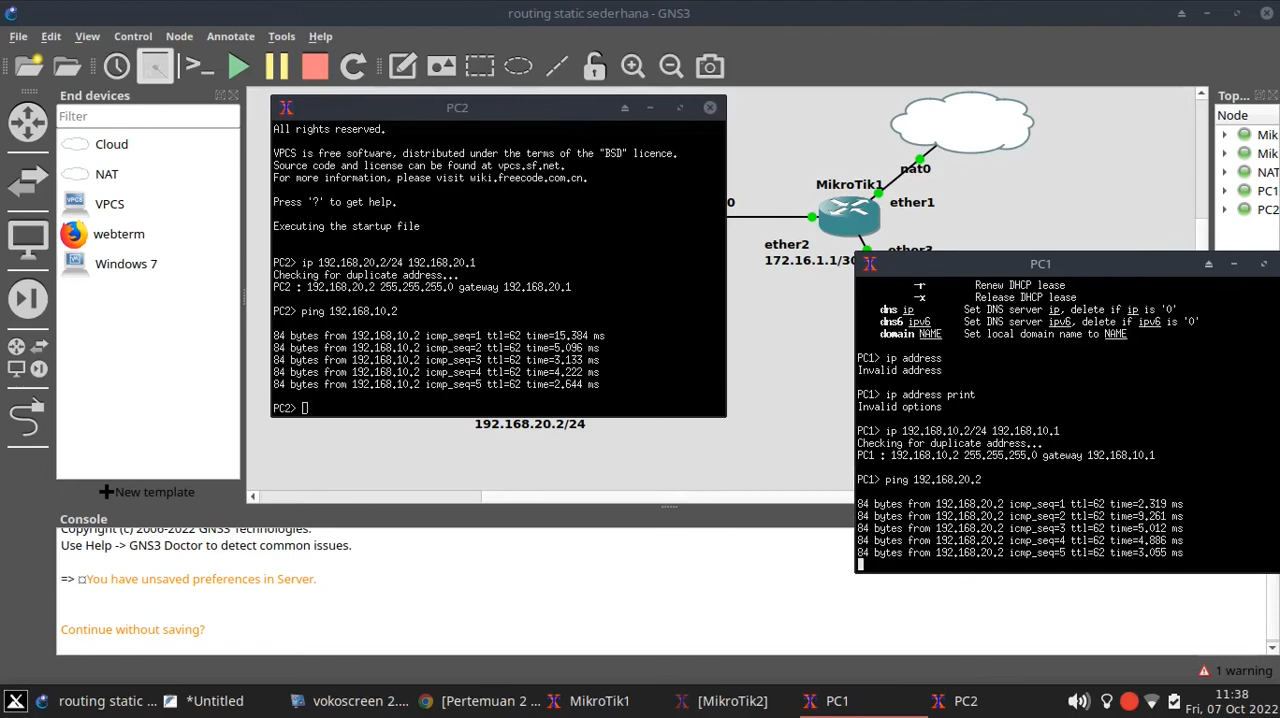 routing static sederhana - GNS3
File Edit View Control Node Annotate Tools Help
End devices
Filter
Cloud
NAT
VPCS
webterm
Windows 7
New template
PC2
All rights reserved.
VPCS is free software, distributed under the terms of the "BSD" licence.
Source code and license can be found at vpcs.sf.net.
For more information, please visit wiki.freecode.com.cn.
Press '?' to get help.
Executing the startup file
PC2> ip 192.168.20.2/24 192.168.20.1
Checking for duplicate address...
PC2 : 192.168.20.2 255.255.255.0 gateway 192.168.20.1
PC2> ping 192.168.10.2
84 bytes from 192.168.10.2 icmp_seq=1 ttl=62 time=15.384 ms
84 bytes from 192.168.10.2 icmp_seq=2 ttl=62 time=5.096 ms
84 bytes from 192.168.10.2 icmp_seq=3 ttl=62 time=3.133 ms
84 bytes from 192.168.10.2 icmp_seq=4 ttl=62 time=4.222 ms
84 bytes from 192.168.10.2 icmp_seq=5 ttl=62 time=2.644 ms
PC2>
192.168.20.2/24
0
nat0
MikroTik1
ether1
ether2
ether3
172.16.1.1/30
Top...
Node
Mik
Mik
NAT
PC1
PC2
PC1
-r Renew DHCP lease
-x Release DHCP lease
dns ip Set DNS server ip, delete if ip is '0'
dns6 ipv6 Set DNS server ipv6, delete if ipv6 is '0'
domain NAME Set local domain name to NAME
PC1> ip address
Invalid address
PC1> ip address print
Invalid options
PC1> ip 192.168.10.2/24 192.168.10.1
Checking for duplicate address...
PC1 : 192.168.10.2 255.255.255.0 gateway 192.168.10.1
PC1> ping 192.168.20.2
84 bytes from 192.168.20.2 icmp_seq=1 ttl=62 time=2.319 ms
84 bytes from 192.168.20.2 icmp_seq=2 ttl=62 time=9.261 ms
84 bytes from 192.168.20.2 icmp_seq=3 ttl=62 time=5.012 ms
84 bytes from 192.168.20.2 icmp_seq=4 ttl=62 time=4.886 ms
84 bytes from 192.168.20.2 icmp_seq=5 ttl=62 time=3.055 ms
Console
Copyright (c) 2006-2022 GNS3 Technologies.
Use Help -> GNS3 Doctor to detect common issues.
=> You have unsaved preferences in Server.
Continue without saving?
1 warning
routing static ... *Untitled vokoscreen 2.... [Pertemuan 2 ... MikroTik1 [MikroTik2] PC1 PC2
11:38
Fri, 07 Oct 2022